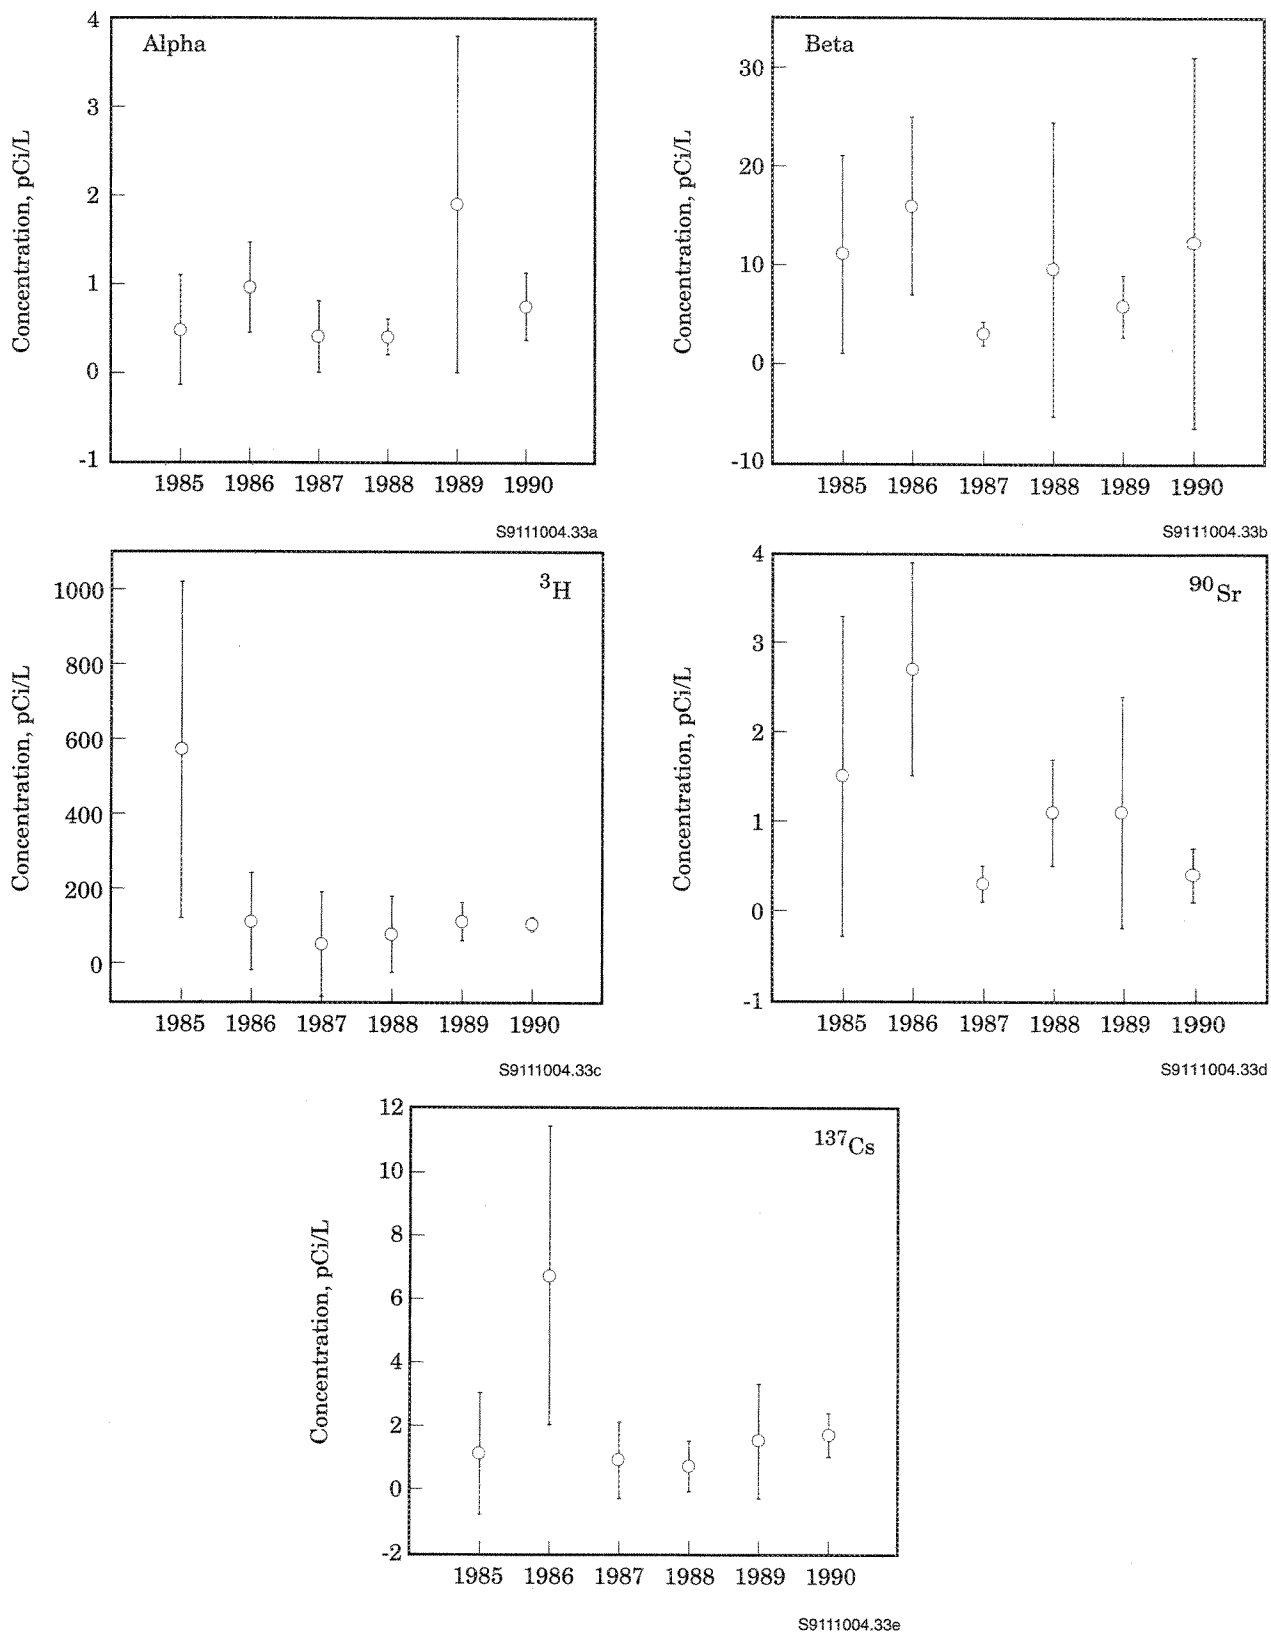 Alpha
Concentration, pCi/L
4
3
2
1
0
-1
1985 1986 1987 1988 1989 1990
S9111004.33a
Beta
Concentration, pCi/L
30
20
10
0
-10
1985 1986 1987 1988 1989 1990
S9111004.33b
³H
Concentration, pCi/L
1000
800
600
400
200
0
1985 1986 1987 1988 1989 1990
S9111004.33c
⁹⁰Sr
Concentration, pCi/L
4
3
2
1
0
-1
1985 1986 1987 1988 1989 1990
S9111004.33d
¹³⁷Cs
Concentration, pCi/L
12
10
8
6
4
2
0
-2
1985 1986 1987 1988 1989 1990
S9111004.33e